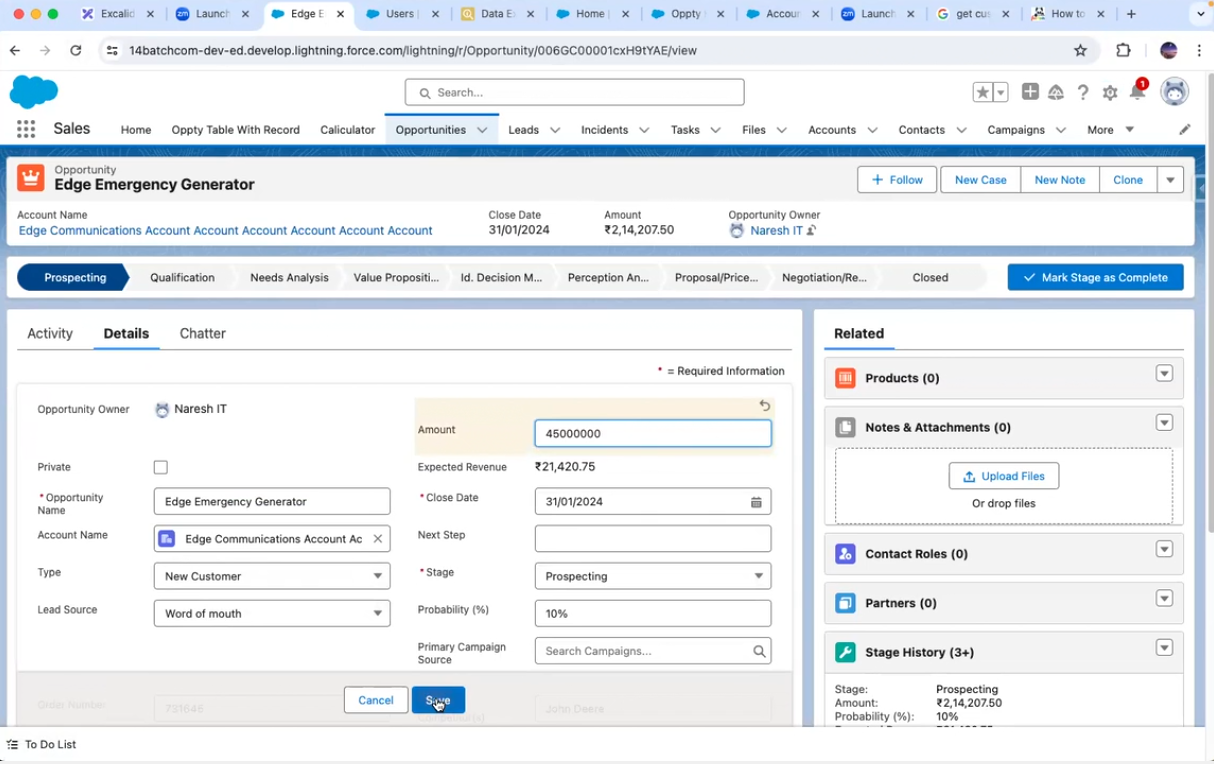 Excalid
Launch
Edge E
Users |
Data Ex
Home |
Oppty
Accoun
Launch
get cus
How to
14batchcom-dev-ed.develop.lightning.force.com/lightning/r/Opportunity/006GC00001cxH9tYAE/view
Search...
1
Sales
Home
Oppty Table With Record
Calculator
Opportunities
Leads
Incidents
Tasks
Files
Accounts
Contacts
Campaigns
More
Opportunity
Edge Emergency Generator
Follow
New Case
New Note
Clone
Account Name
Edge Communications Account Account Account Account Account Account
Close Date
31/01/2024
Amount
₹2,14,207.50
Opportunity Owner
Naresh IT
Prospecting
Qualification
Needs Analysis
Value Propositi...
Id. Decision M...
Perception An...
Proposal/Price...
Negotiation/Re...
Closed
Mark Stage as Complete
Activity
Details
Chatter
* = Required Information
Opportunity Owner
Naresh IT
Amount
45000000
Private
Expected Revenue
₹21,420.75
*Opportunity
Name
Edge Emergency Generator
*Close Date
31/01/2024
Account Name
Edge Communications Account Ac
Next Step
Type
New Customer
*Stage
Prospecting
Lead Source
Word of mouth
Probability (%)
10%
Primary Campaign
Source
Search Campaigns...
Order Number
731646
John Deere
Cancel
Save
Related
Products (0)
Notes & Attachments (0)
Upload Files
Or drop files
Contact Roles (0)
Partners (0)
Stage History (3+)
Stage:
Prospecting
Amount:
₹2,14,207.50
Probability (%):
10%
To Do List